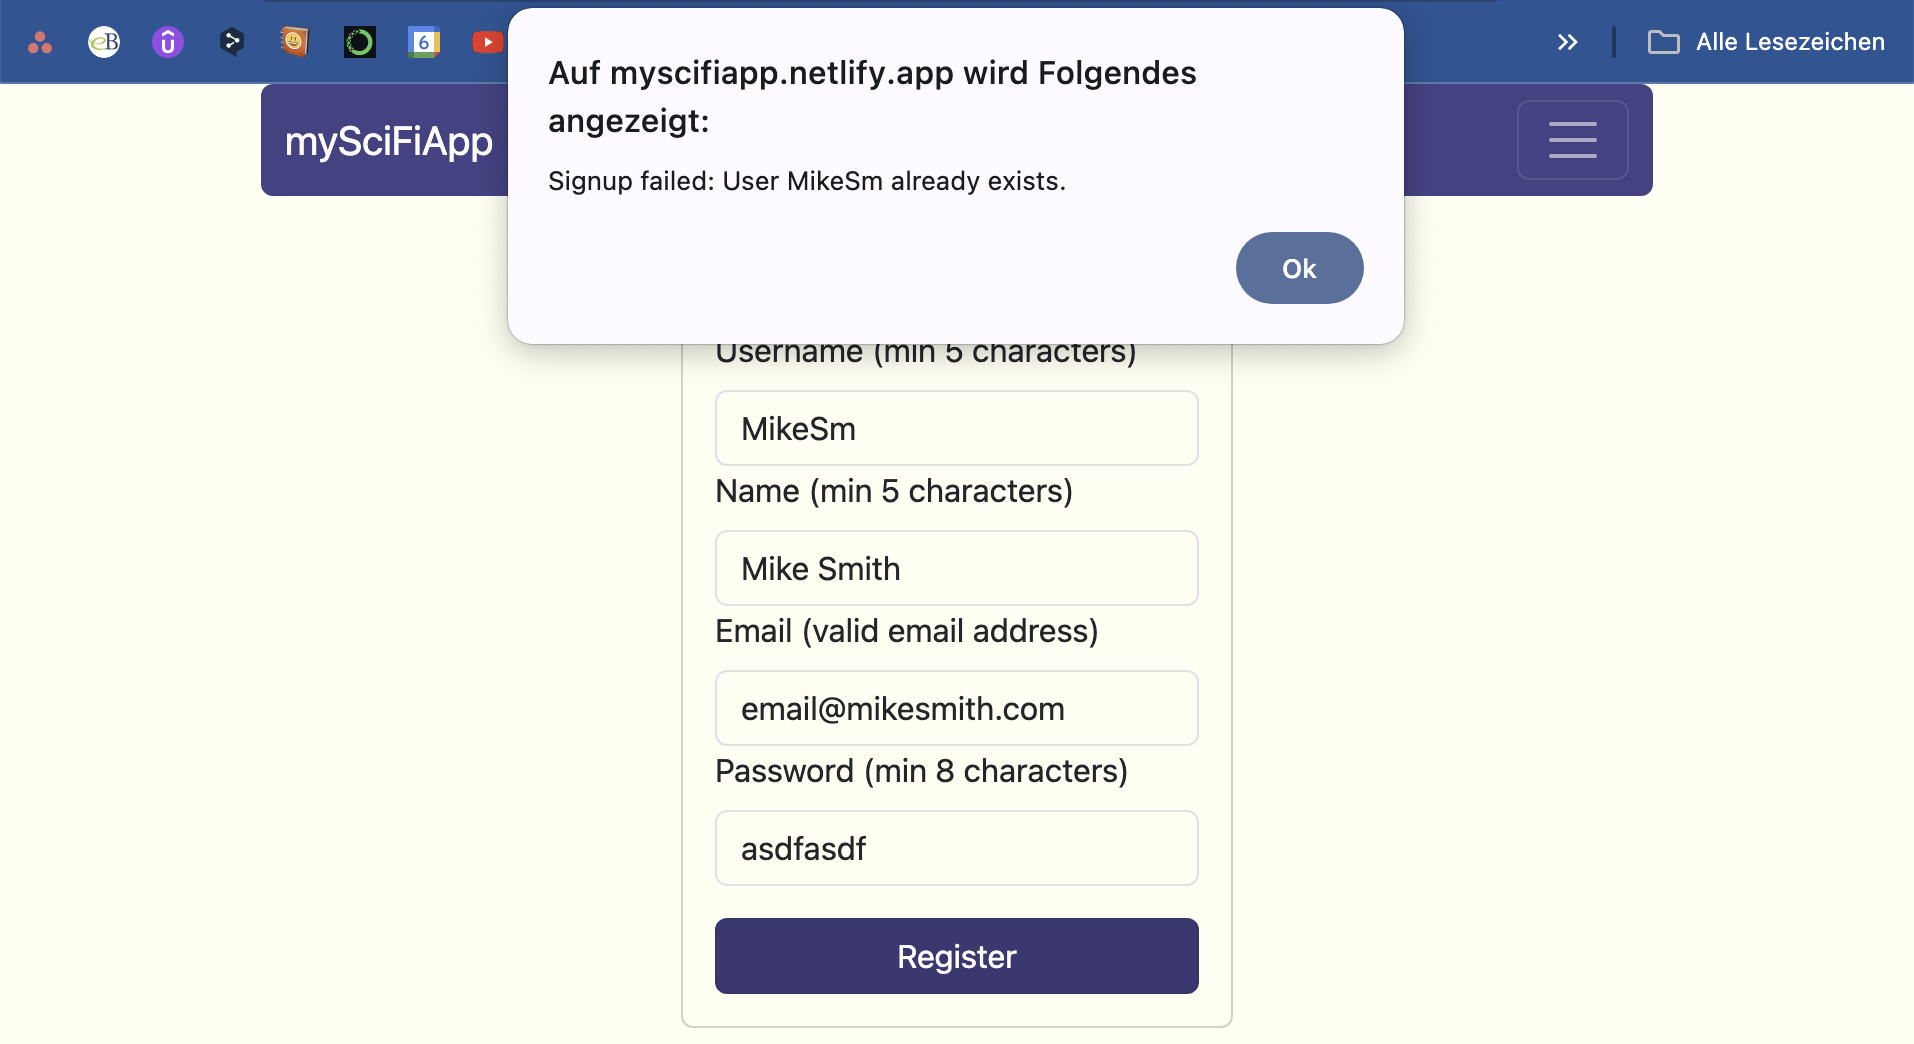 eB
6
Alle Lesezeichen
Auf myscifiapp.netlify.app wird Folgendes
angezeigt:
Signup failed: User MikeSm already exists.
Ok
mySciFiApp
Username (min 5 characters)
MikeSm
Name (min 5 characters)
Mike Smith
Email (valid email address)
email@mikesmith.com
Password (min 8 characters)
asdfasdf
Register